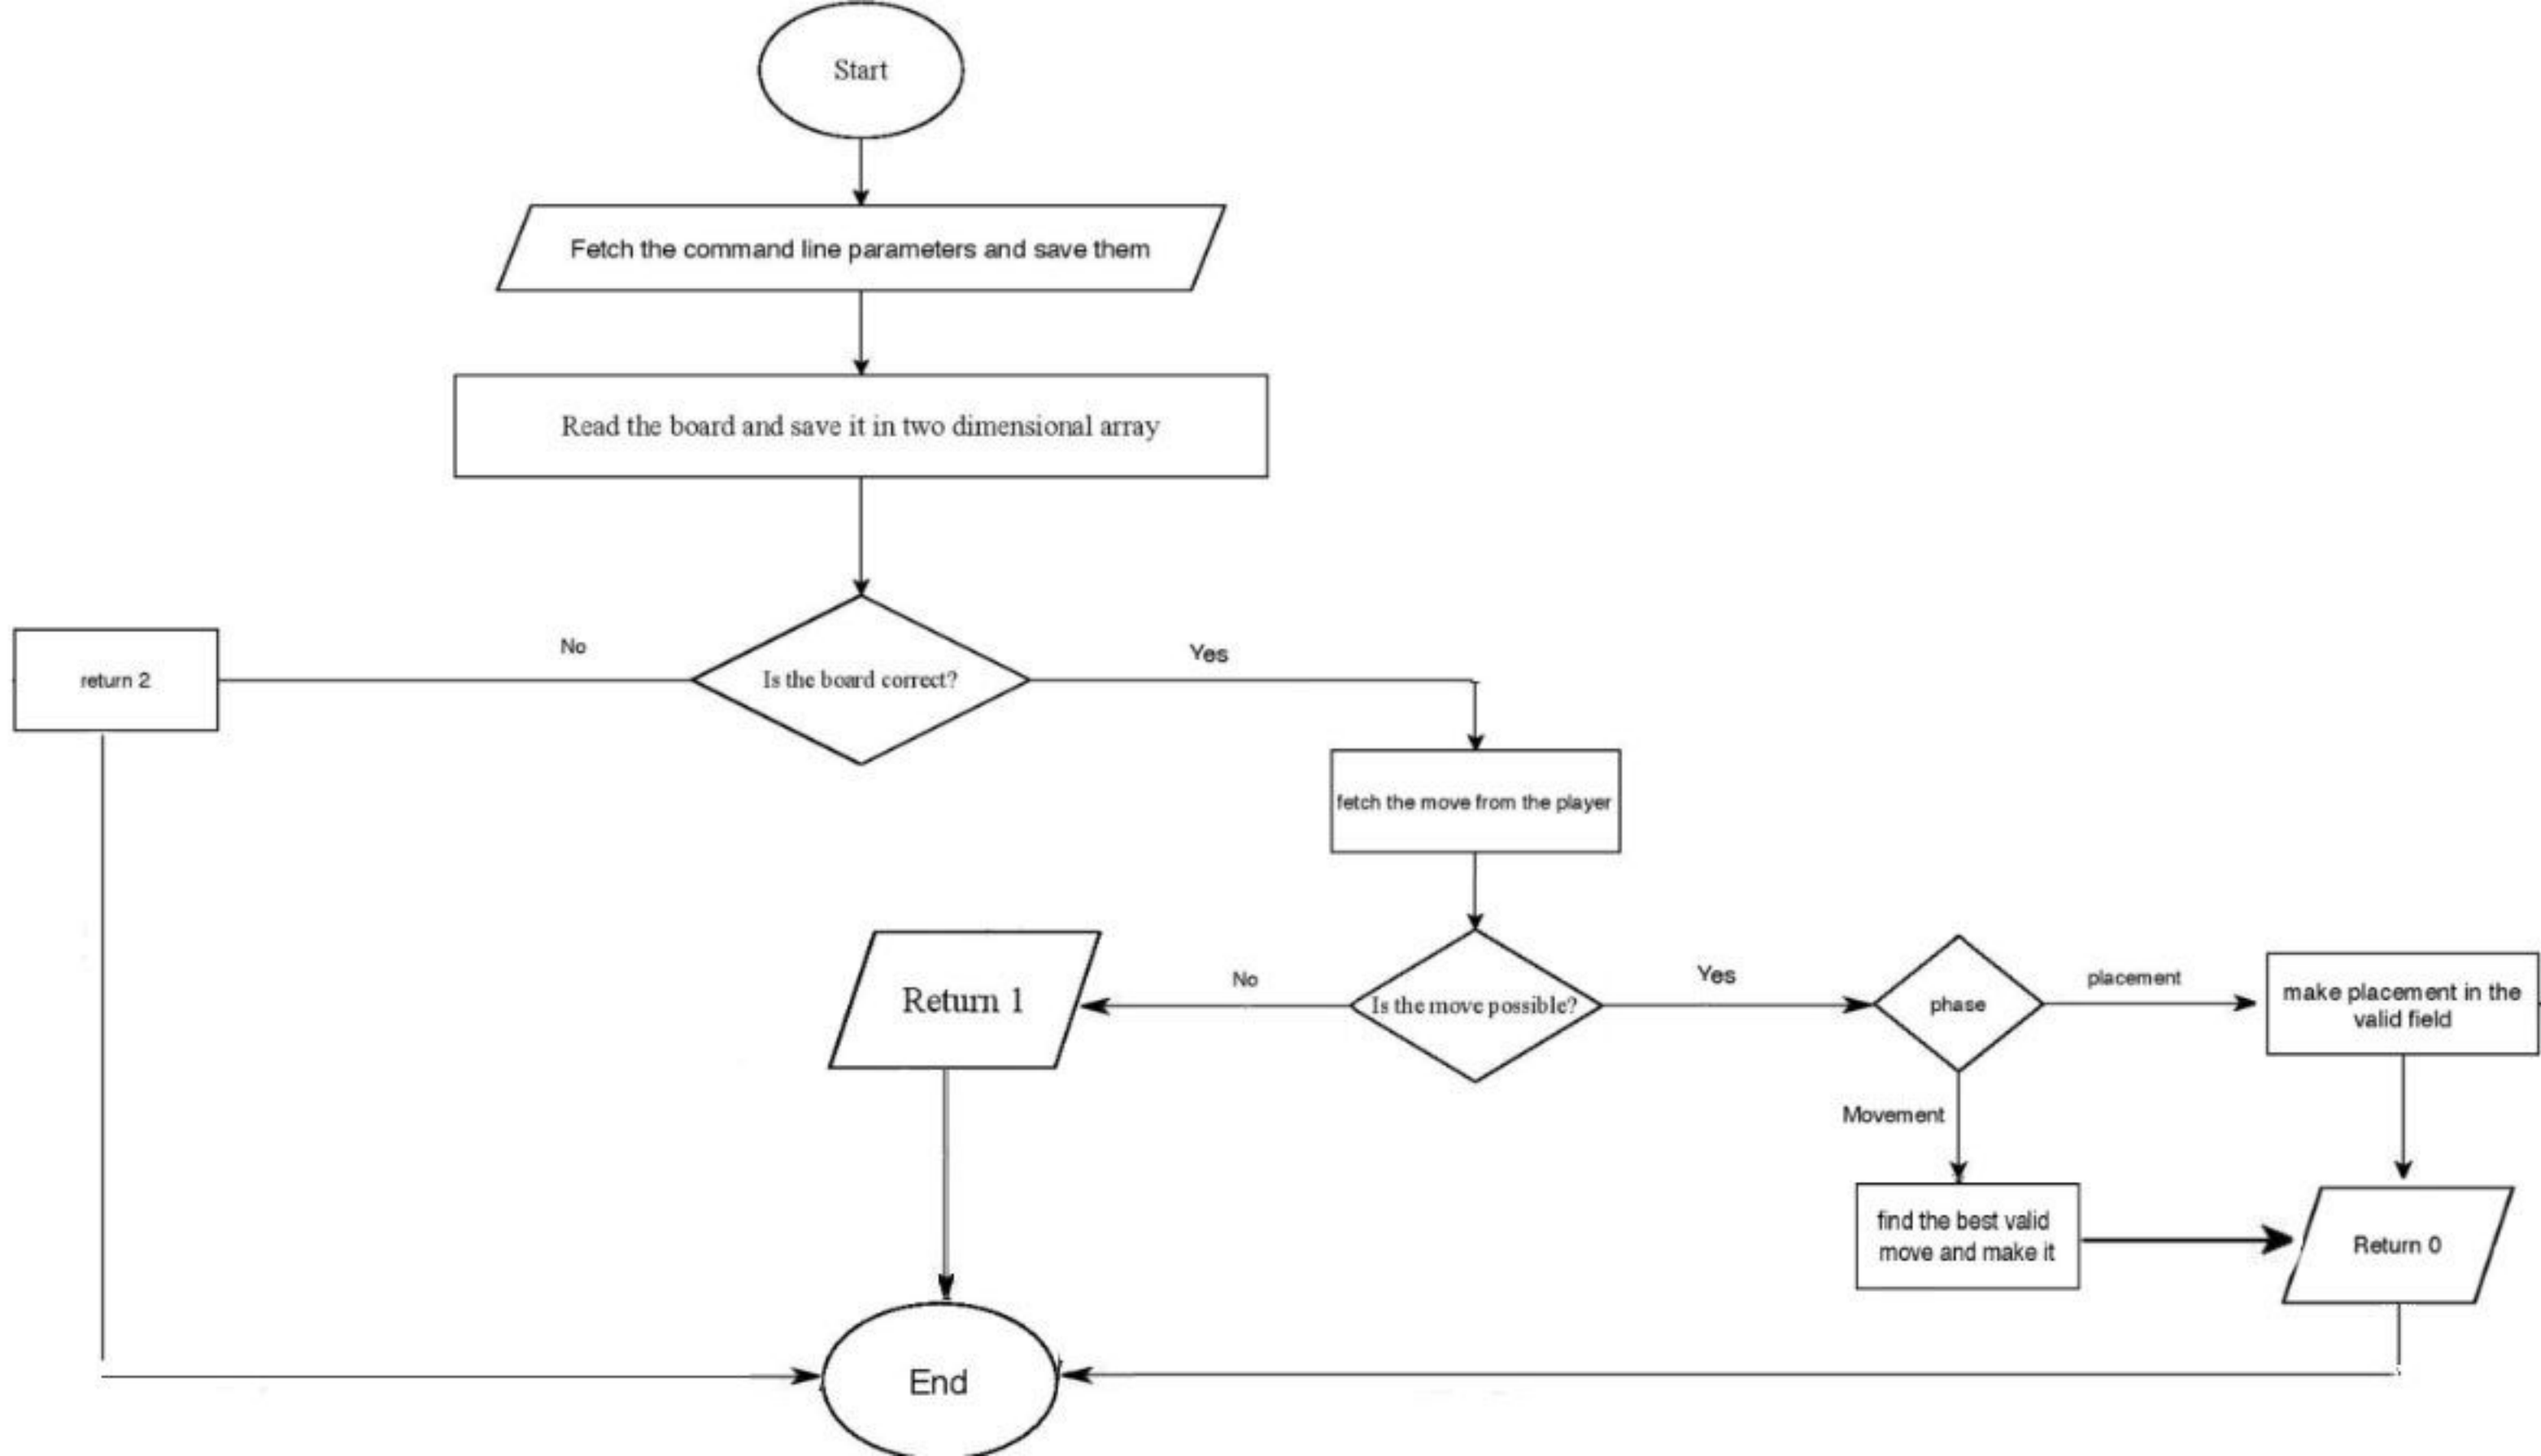 Start
Fetch the command line parameters and save them
Read the board and save it in two dimensional array
No
Yes
return 2
Is the board correct?
fetch the move from the player
Return 1
No
Is the move possible?
Yes
phase
placement
make placement in the
valid field
Movement
find the best valid
move and make it
Return 0
End